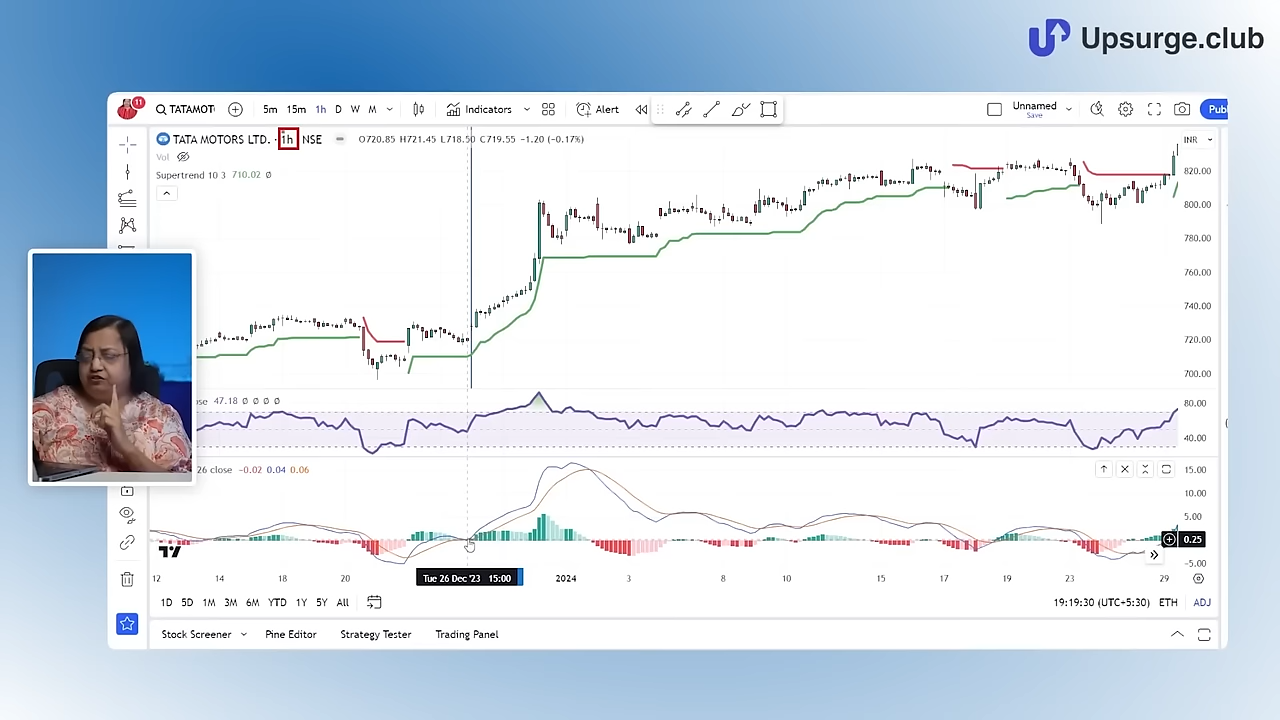 Upsurge.club
11
TATAMOT
5m 15m 1h D W M
Indicators
Alert
Unnamed
Save
Publ
TATA MOTORS LTD. · 1h NSE
O720.85 H721.45 L718.50 C719.55 −1.20 (−0.17%)
INR
Vol
Supertrend 10 3 710.02 Ø
820.00
800.00
780.00
760.00
740.00
720.00
700.00
47.18 Ø Ø Ø Ø
80.00
40.00
26 close −0.02 0.04 0.06
15.00
10.00
5.00
0.25
−5.00
12 14 18 20 Tue 26 Dec '23 15:00 2024 3 8 10 15 17 19 23 29
1D 5D 1M 3M 6M YTD 1Y 5Y All
19:19:30 (UTC+5:30) ETH ADJ
Stock Screener Pine Editor Strategy Tester Trading Panel